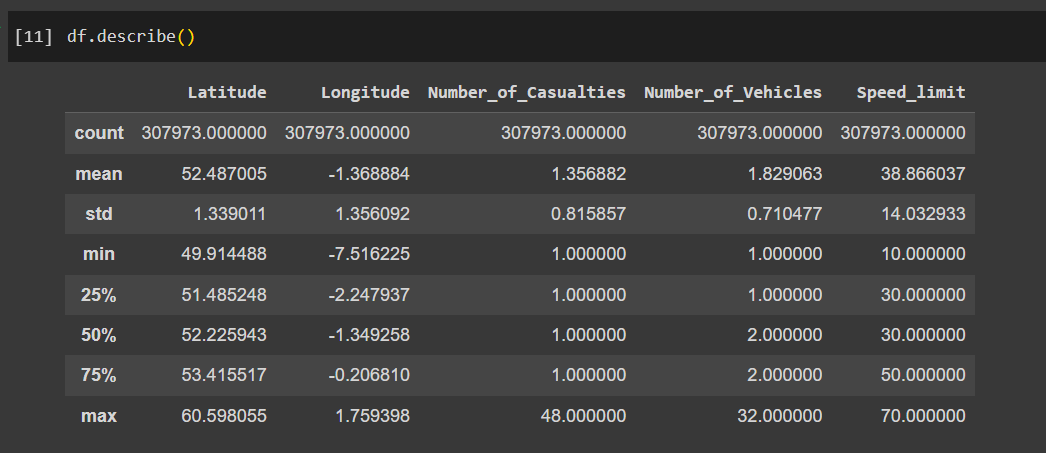 [11] df.describe()
Latitude Longitude Number_of_Casualties Number_of_Vehicles Speed_limit
count 307973.000000 307973.000000 307973.000000 307973.000000 307973.000000
mean 52.487005 -1.368884 1.356882 1.829063 38.866037
std 1.339011 1.356092 0.815857 0.710477 14.032933
min 49.914488 -7.516225 1.000000 1.000000 10.000000
25% 51.485248 -2.247937 1.000000 1.000000 30.000000
50% 52.225943 -1.349258 1.000000 2.000000 30.000000
75% 53.415517 -0.206810 1.000000 2.000000 50.000000
max 60.598055 1.759398 48.000000 32.000000 70.000000